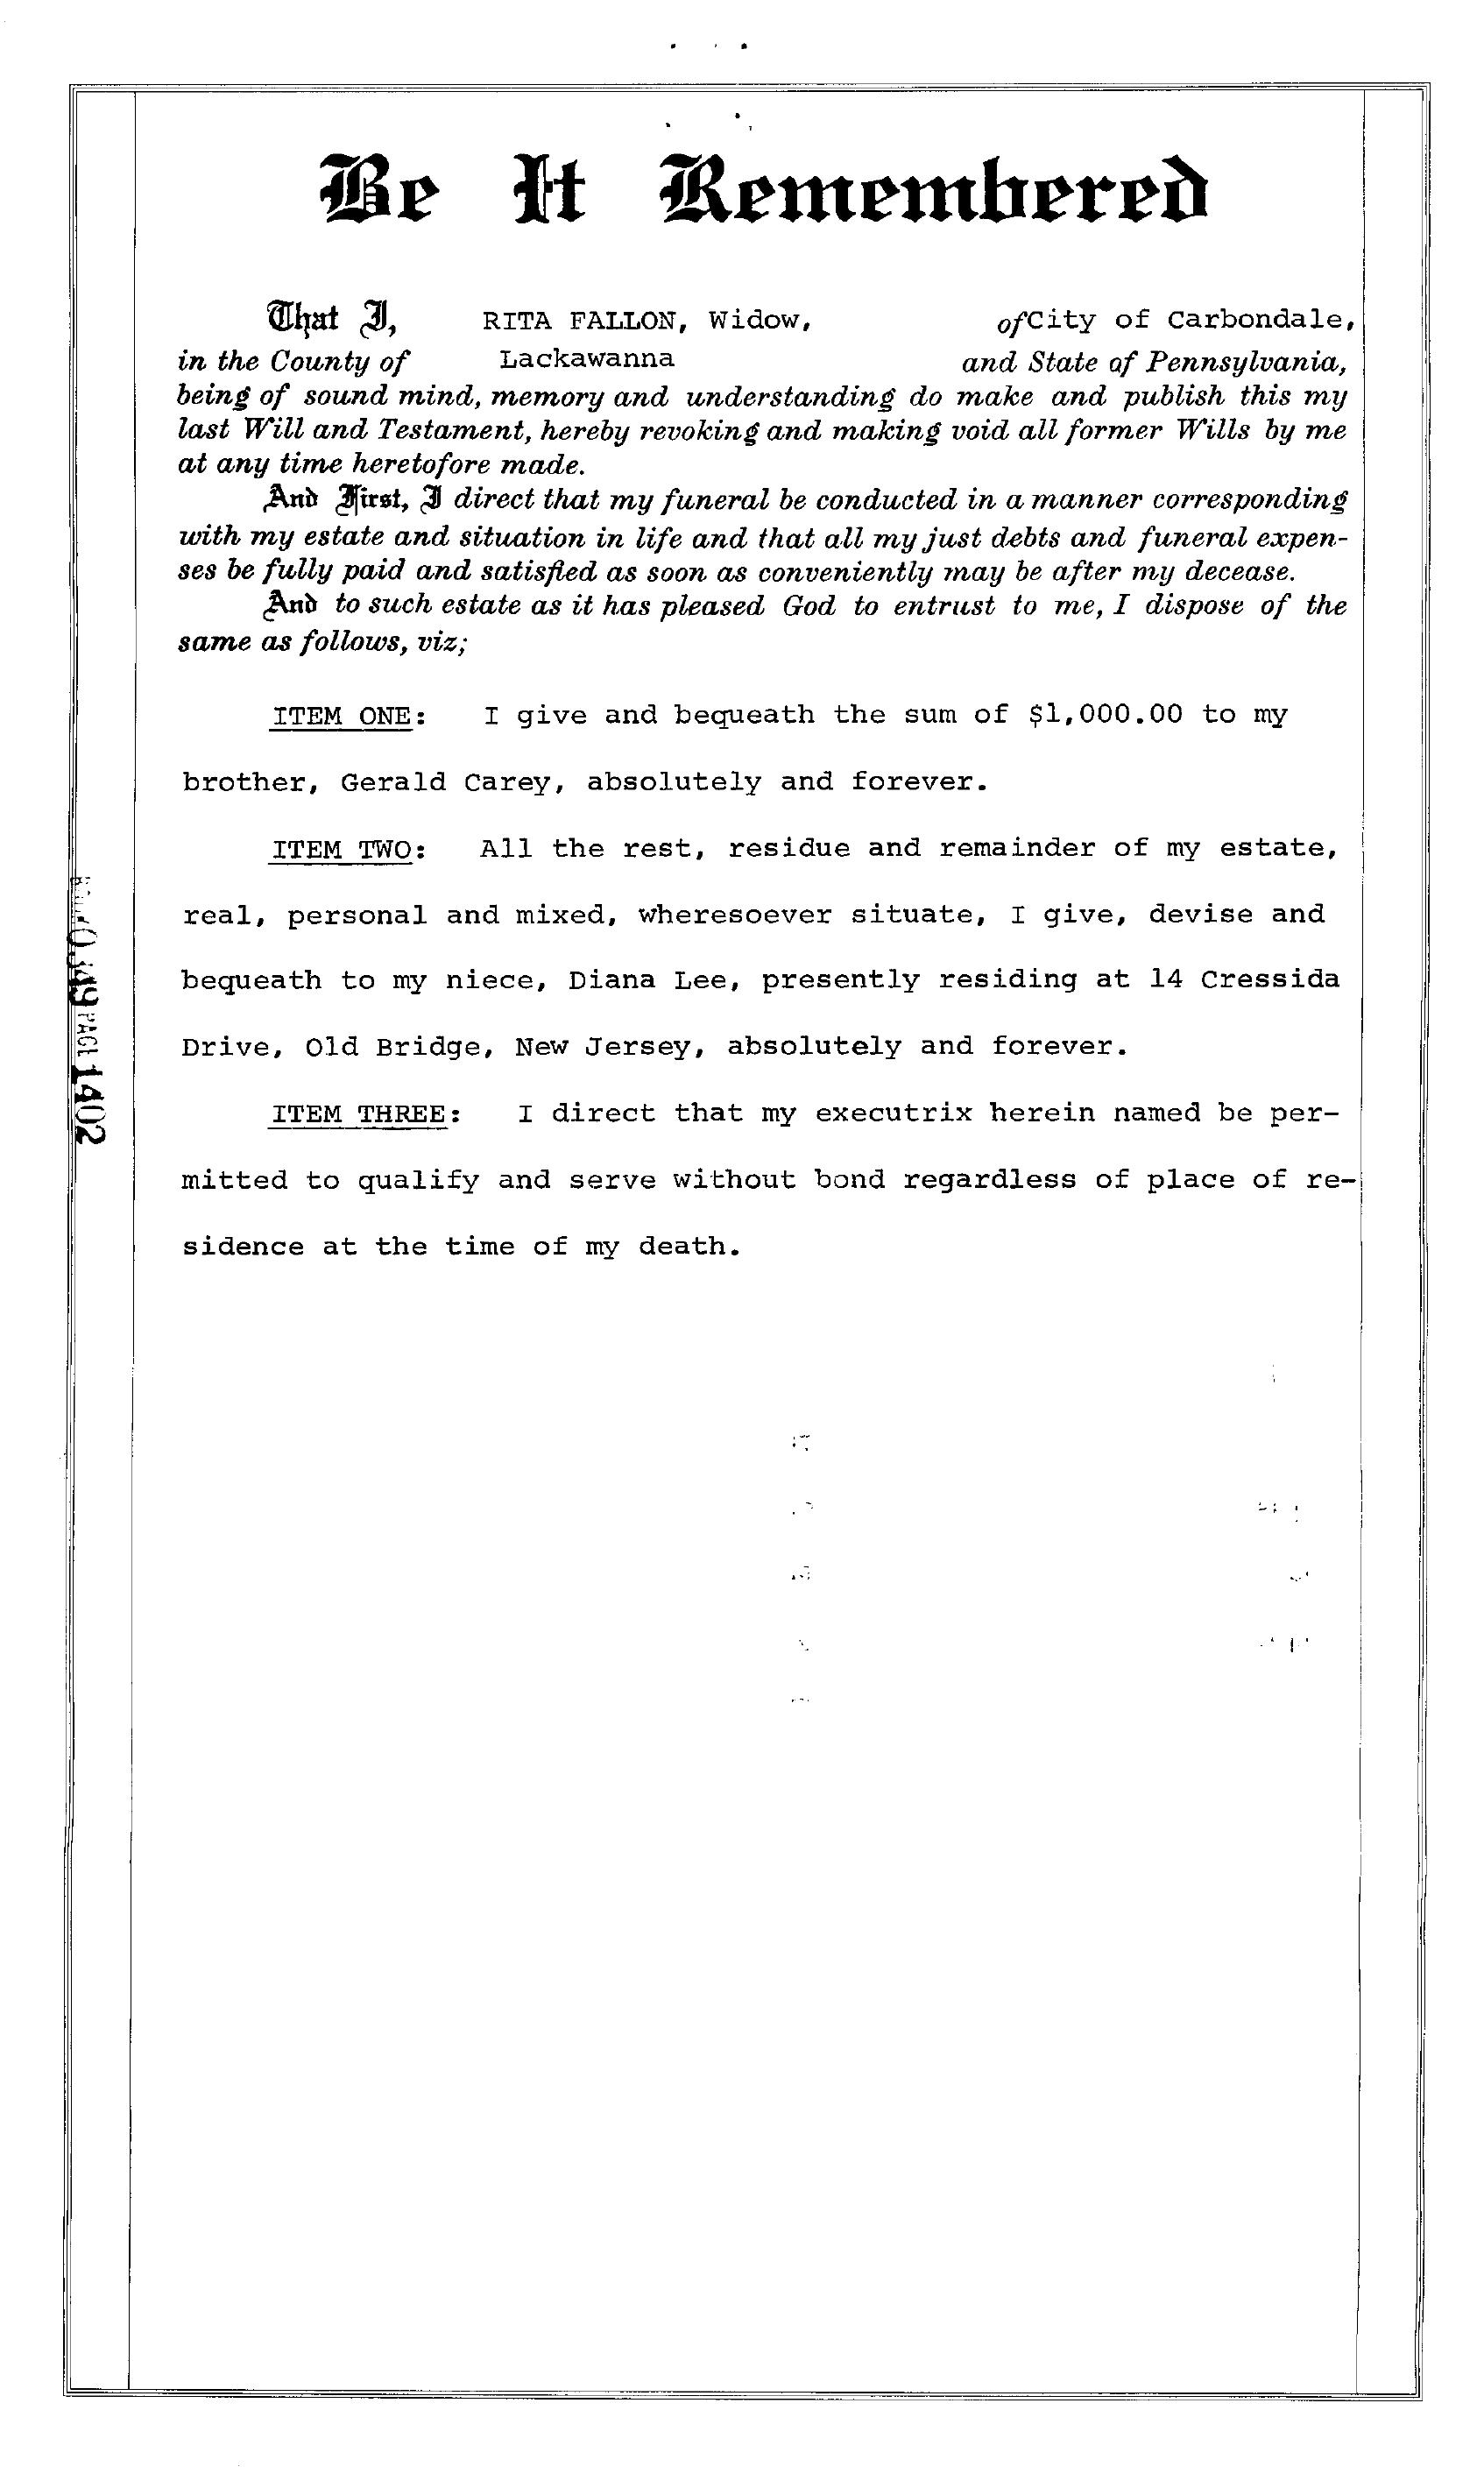 Be It Remembered
That I, RITA FALLON, Widow, of City of Carbondale,
in the County of Lackawanna and State of Pennsylvania,
being of sound mind, memory and understanding do make and publish this my
last Will and Testament, hereby revoking and making void all former Wills by me
at any time heretofore made.
And First, I direct that my funeral be conducted in a manner corresponding
with my estate and situation in life and that all my just debts and funeral expen-
ses be fully paid and satisfied as soon as conveniently may be after my decease.
And to such estate as it has pleased God to entrust to me, I dispose of the
same as follows, viz;
ITEM ONE: I give and bequeath the sum of $1,000.00 to my
brother, Gerald Carey, absolutely and forever.
ITEM TWO: All the rest, residue and remainder of my estate,
real, personal and mixed, wheresoever situate, I give, devise and
bequeath to my niece, Diana Lee, presently residing at 14 Cressida
Drive, Old Bridge, New Jersey, absolutely and forever.
ITEM THREE: I direct that my executrix herein named be per-
mitted to qualify and serve without bond regardless of place of re-
sidence at the time of my death.
PAGE 1402